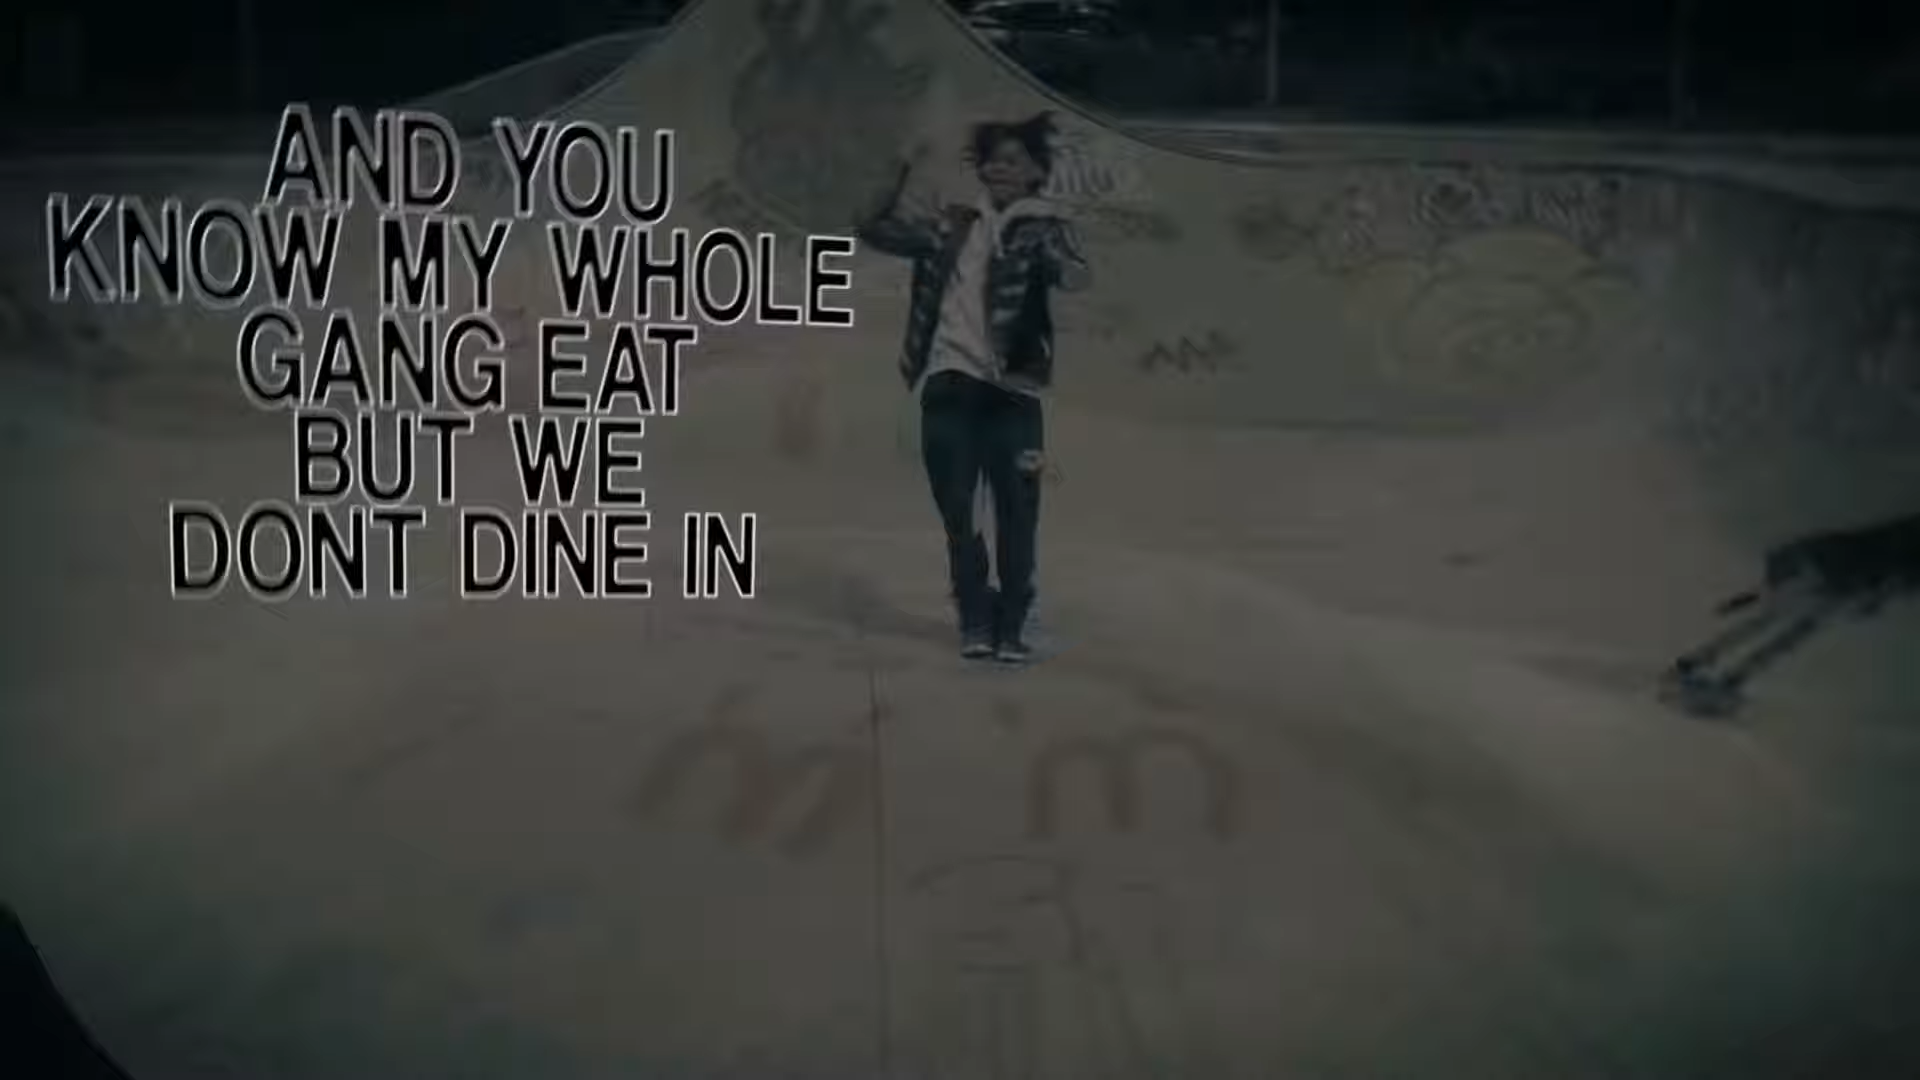 AND YOU
KNOW MY WHOLE
GANG EAT
BUT WE
DONT DINE IN